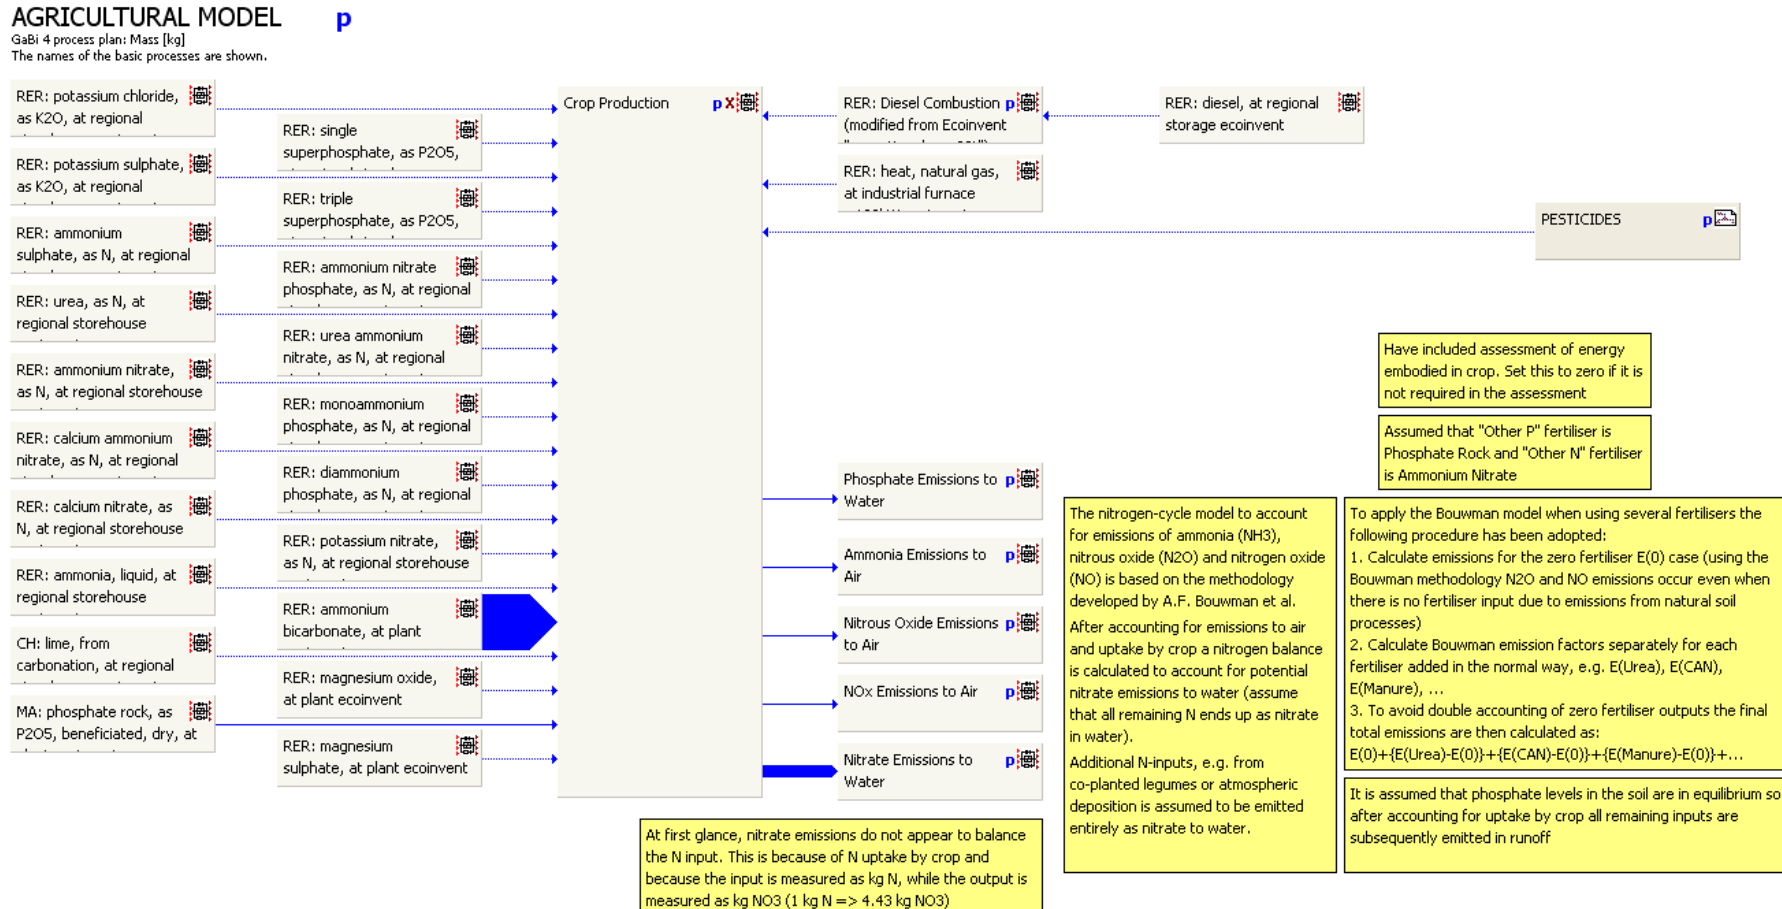 AGRICULTURAL MODEL p
GaBi 4 process plan: Mass [kg]
The names of the basic processes are shown.
RER: potassium chloride,
as K2O, at regional
RER: potassium sulphate,
as K2O, at regional
RER: ammonium
sulphate, as N, at regional
RER: urea, as N, at
regional storehouse
RER: ammonium nitrate,
as N, at regional storehouse
RER: calcium ammonium
nitrate, as N, at regional
RER: calcium nitrate, as
N, at regional storehouse
RER: ammonia, liquid, at
regional storehouse
CH: lime, from
carbonation, at regional
MA: phosphate rock, as
P2O5, beneficiated, dry, at
RER: single
superphosphate, as P2O5,
RER: triple
superphosphate, as P2O5,
RER: ammonium nitrate
phosphate, as N, at regional
RER: urea ammonium
nitrate, as N, at regional
RER: monoammonium
phosphate, as N, at regional
RER: diammonium
phosphate, as N, at regional
RER: potassium nitrate,
as N, at regional storehouse
RER: ammonium
bicarbonate, at plant
RER: magnesium oxide,
at plant ecoinvent
RER: magnesium
sulphate, at plant ecoinvent
Crop Production pX
RER: Diesel Combustion p
(modified from Ecoinvent
RER: heat, natural gas,
at industrial furnace
RER: diesel, at regional
storage ecoinvent
PESTICIDES p
Phosphate Emissions to p
Water
Ammonia Emissions to p
Air
Nitrous Oxide Emissions p
to Air
NOx Emissions to Air p
Nitrate Emissions to p
Water
Have included assessment of energy
embodied in crop. Set this to zero if it is
not required in the assessment
Assumed that "Other P" fertiliser is
Phosphate Rock and "Other N" fertiliser
is Ammonium Nitrate
The nitrogen-cycle model to account
for emissions of ammonia (NH3),
nitrous oxide (N2O) and nitrogen oxide
(NO) is based on the methodology
developed by A.F. Bouwman et al.
After accounting for emissions to air
and uptake by crop a nitrogen balance
is calculated to account for potential
nitrate emissions to water (assume
that all remaining N ends up as nitrate
in water).
Additional N-inputs, e.g. from
co-planted legumes or atmospheric
deposition is assumed to be emitted
entirely as nitrate to water.
To apply the Bouwman model when using several fertilisers the
following procedure has been adopted:
1. Calculate emissions for the zero fertiliser E(0) case (using the
Bouwman methodology N2O and NO emissions occur even when
there is no fertiliser input due to emissions from natural soil
processes)
2. Calculate Bouwman emission factors separately for each
fertiliser added in the normal way, e.g. E(Urea), E(CAN),
E(Manure), ...
3. To avoid double accounting of zero fertiliser outputs the final
total emissions are then calculated as:
E(0)+{E(Urea)-E(0)}+{E(CAN)-E(0)}+{E(Manure)-E(0)}+...
It is assumed that phosphate levels in the soil are in equilibrium so
after accounting for uptake by crop all remaining inputs are
subsequently emitted in runoff
At first glance, nitrate emissions do not appear to balance
the N input. This is because of N uptake by crop and
because the input is measured as kg N, while the output is
measured as kg NO3 (1 kg N => 4.43 kg NO3)